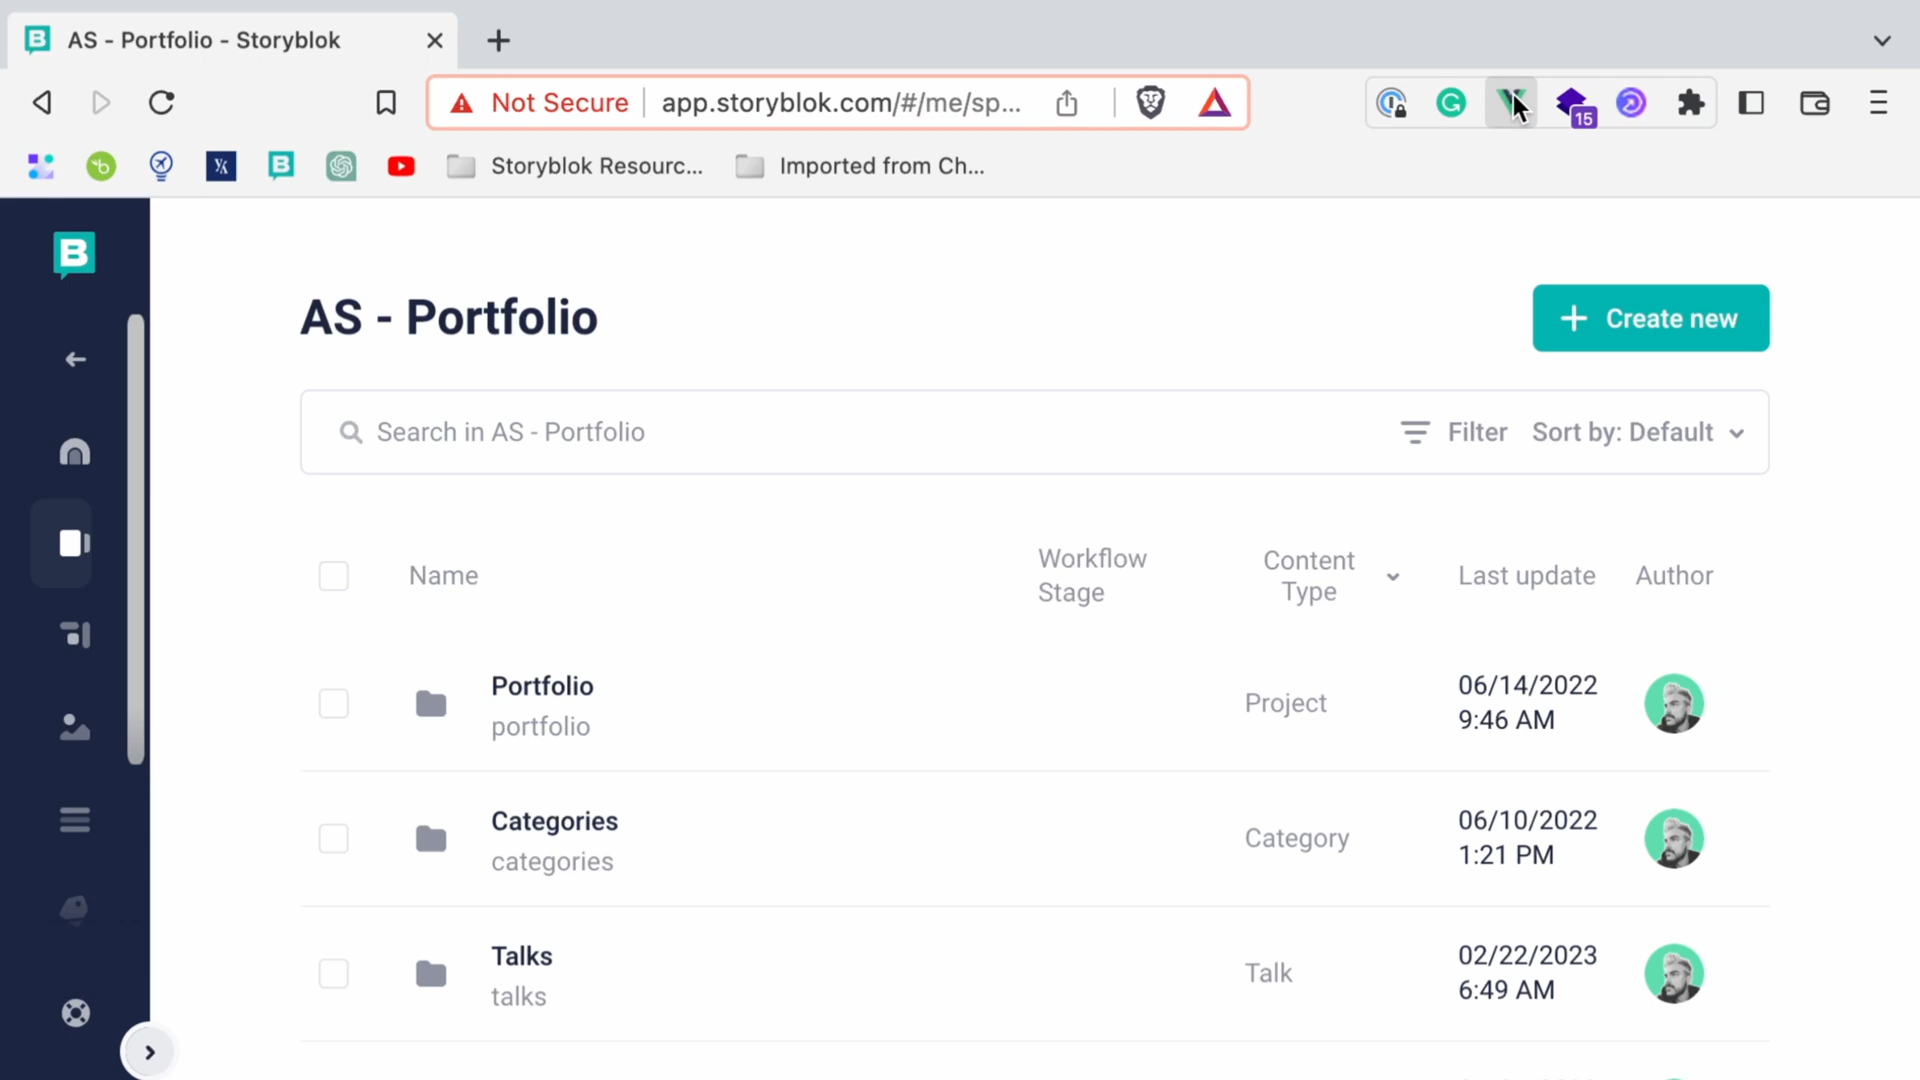 AS - Portfolio - Storyblok
Not Secure app.storyblok.com/#/me/sp...
15
Storyblok Resourc... Imported from Ch...
AS - Portfolio
Create new
Search in AS - Portfolio
Filter Sort by: Default
Name Workflow Stage Content Type Last update Author
Portfolio
portfolio
Project
06/14/2022
9:46 AM
Categories
categories
Category
06/10/2022
1:21 PM
Talks
talks
Talk
02/22/2023
6:49 AM